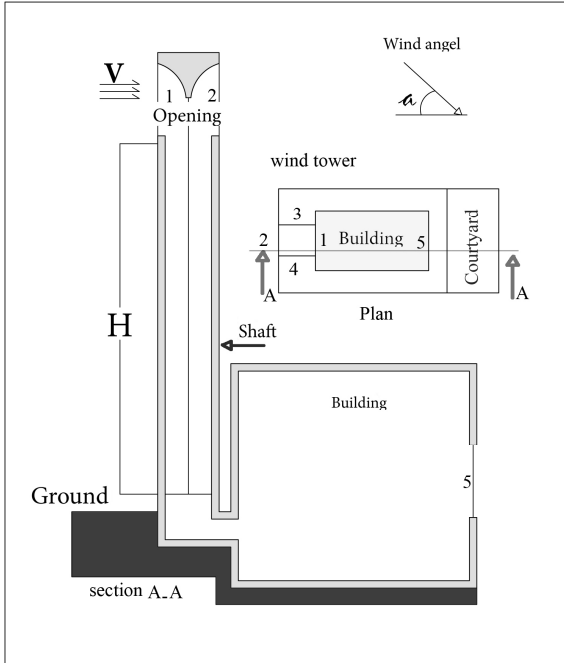 V
1 2
Opening
Wind angel
a
wind tower
3
2 1 Building 5
4
Courtyard
A A
Plan
H
Shaft
Building
5
Ground
section A-A